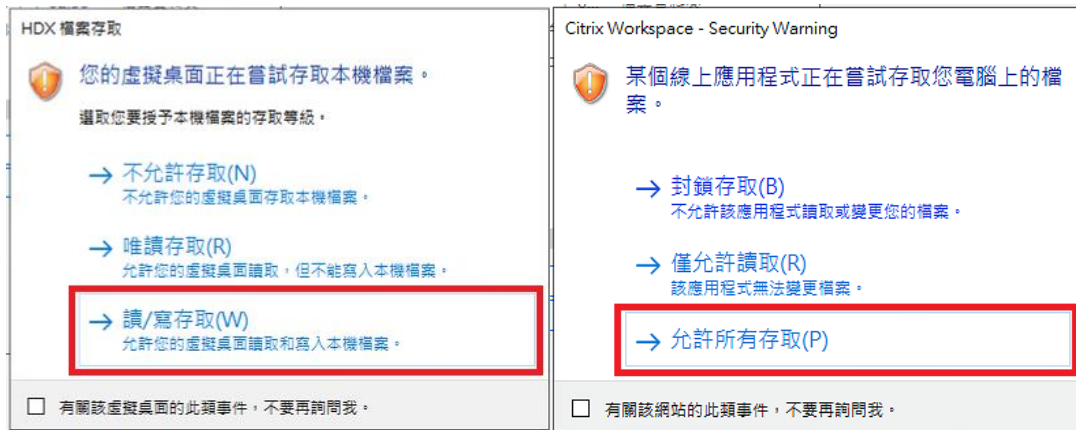 HDX 檔案存取
您的虛擬桌面正在嘗試存取本機檔案。
選取您要授予本機檔案的存取等級。
不允許存取(N)
不允許您的虛擬桌面存取本機檔案。
唯讀存取(R)
允許您的虛擬桌面讀取，但不能寫入本機檔案。
讀/寫存取(W)
允許您的虛擬桌面讀取和寫入本機檔案。
有關該虛擬桌面的此類事件，不要再詢問我。
Citrix Workspace - Security Warning
某個線上應用程式正在嘗試存取您電腦上的檔
案。
封鎖存取(B)
不允許該應用程式讀取或變更您的檔案。
僅允許讀取(R)
該應用程式無法變更檔案。
允許所有存取(P)
有關該網站的此類事件，不要再詢問我。